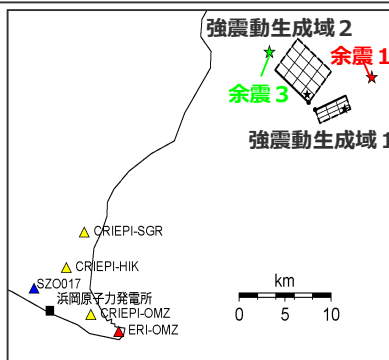 強震動生成域２
余震１
余震３
強震動生成域１
CRIEPI-SGR
CRIEPI-HIK
SZO017
浜岡原子力発電所
CRIEPI-OMZ
ERI-OMZ
km
0 5 10